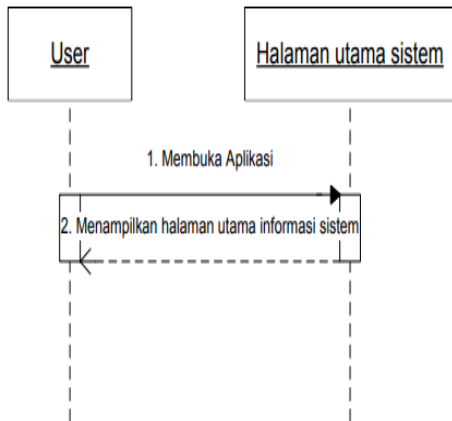 User
Halaman utama sistem
1. Membuka Aplikasi
2. Menampilkan halaman utama informasi sistem